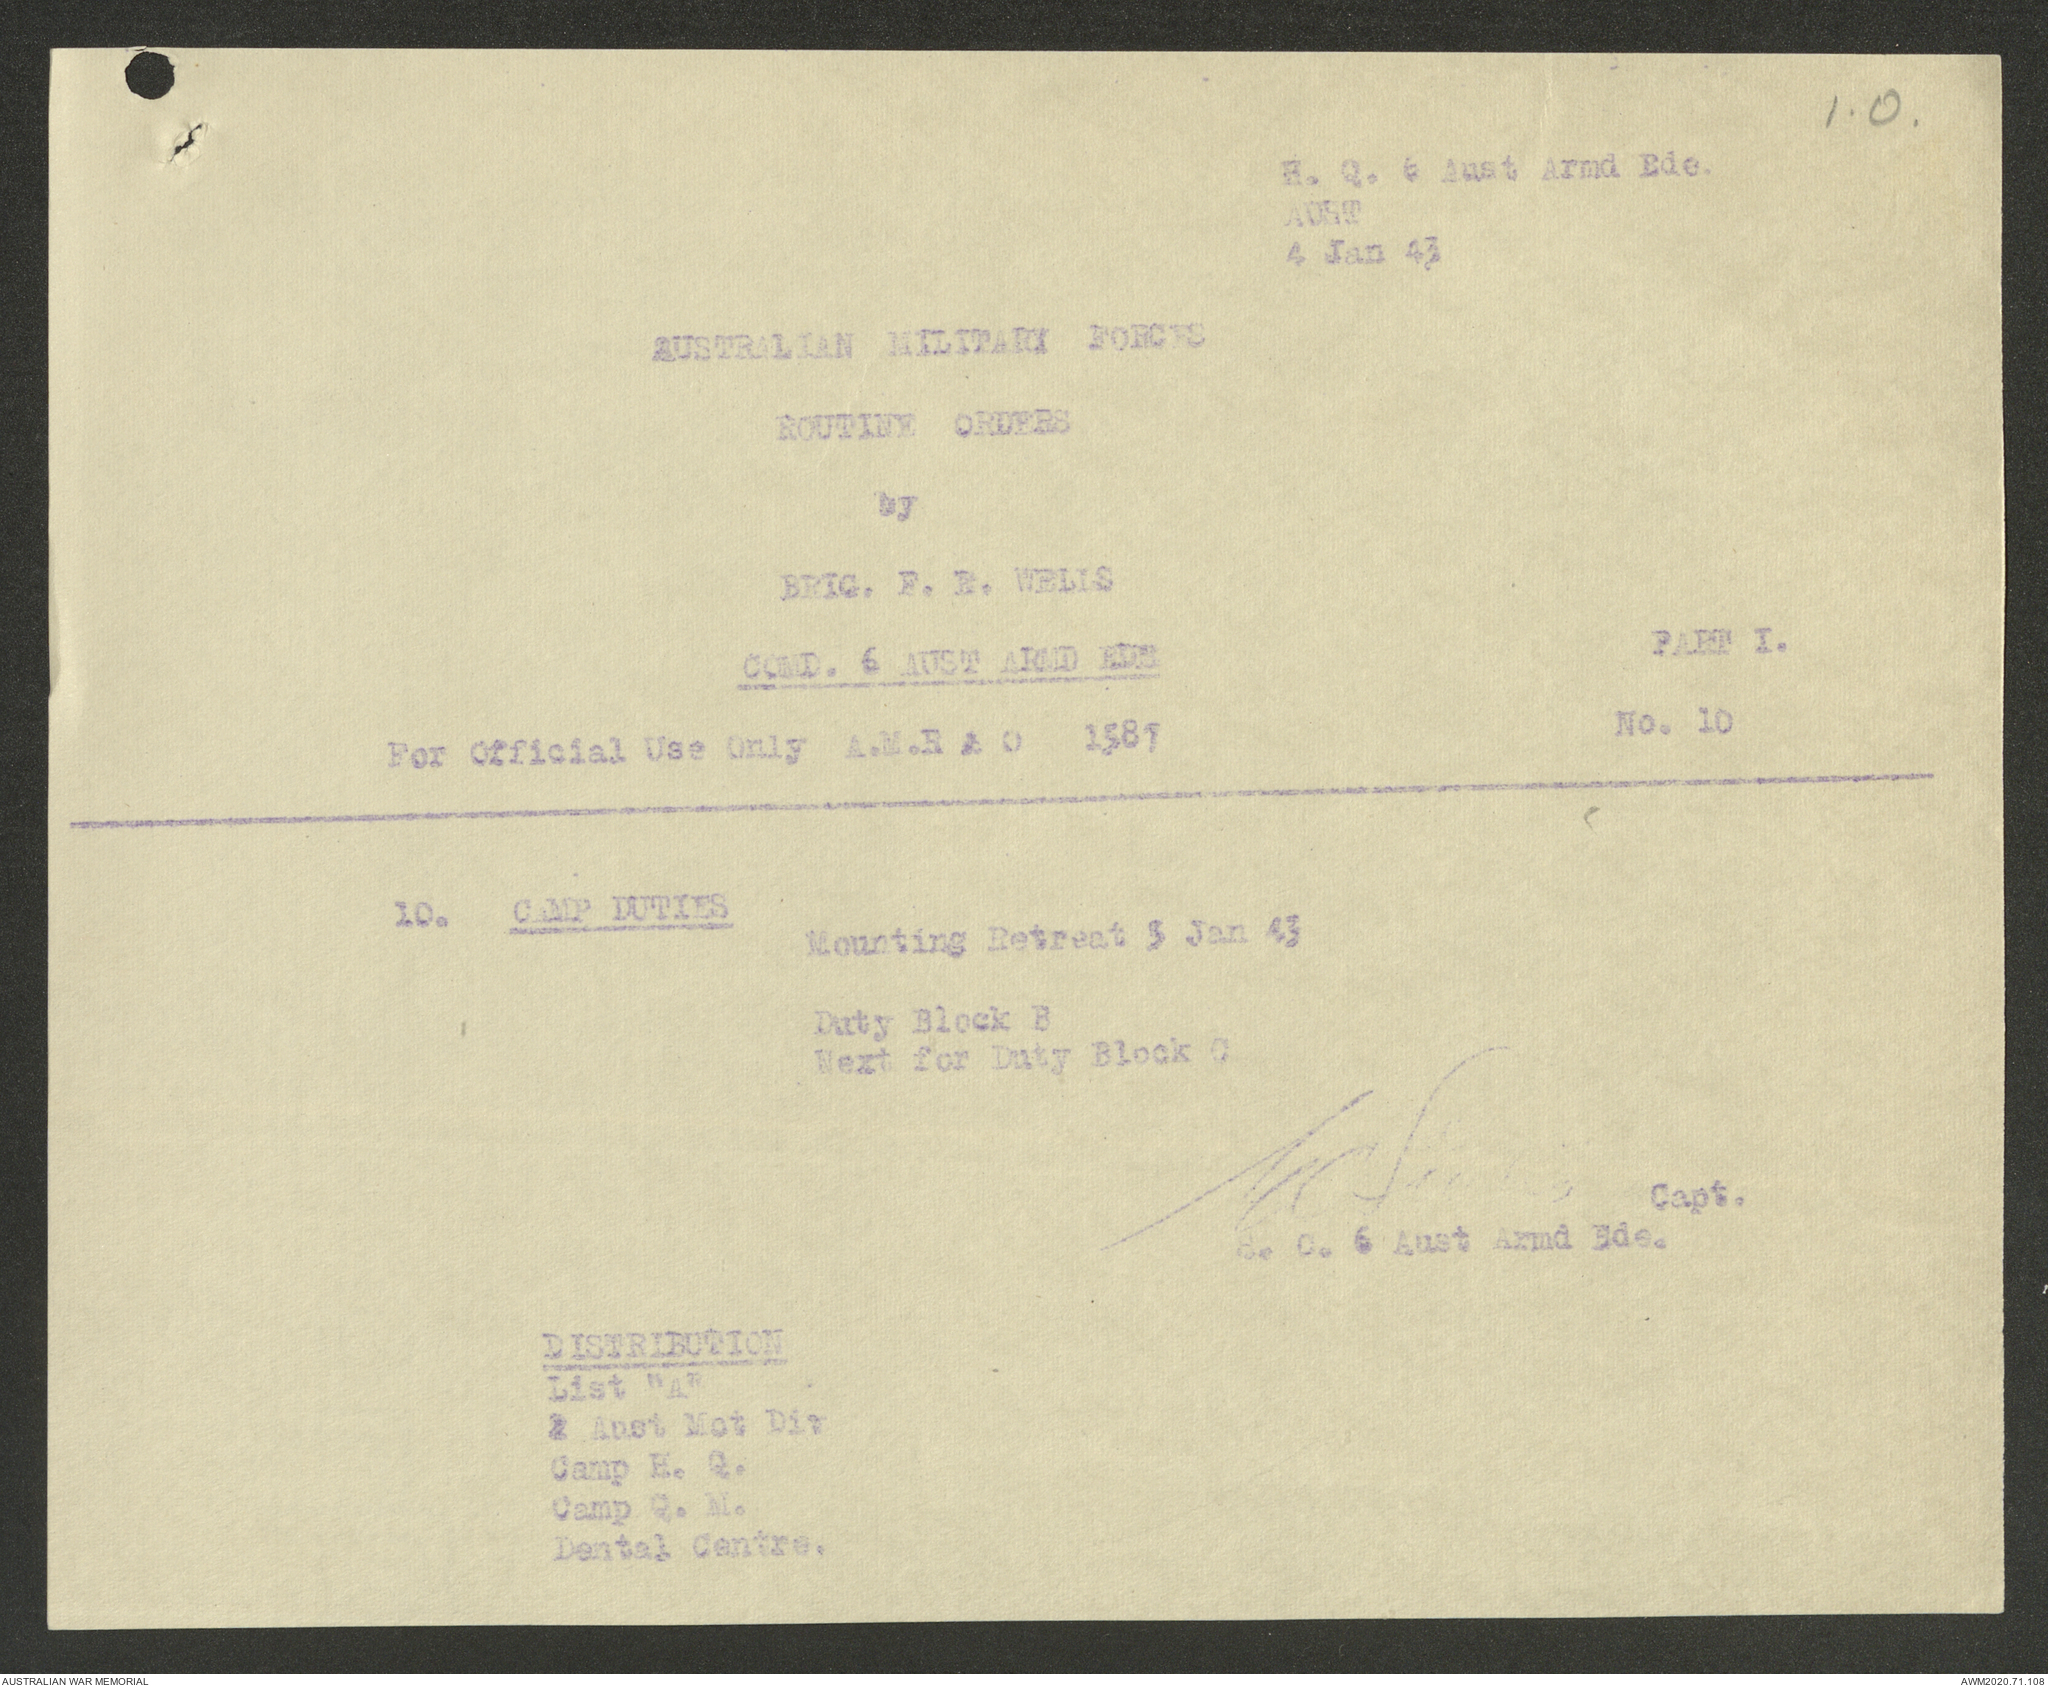 1.0.
H. Q. 6 Aust Armd Bde.
AUST
4 Jan 43
AUSTRALIAN MILITARY FORCES
ROUTINE ORDERS
by
BRIG. F. R. WELLS
COMD. 6 AUST ARMD BDE
PART I.
No. 10
For Official Use Only A.M.R & O 1587
10. CAMP DUTIES
Mounting Retreat 5 Jan 43
Duty Block B
Next for Duty Block C
Capt.
S. C. 6 Aust Armd Bde.
DISTRIBUTION
List "A"
2 Aust Mot Div
Camp H. Q.
Camp Q. M.
Dental Centre.
AUSTRALIAN WAR MEMORIAL
AWM2020.71.108